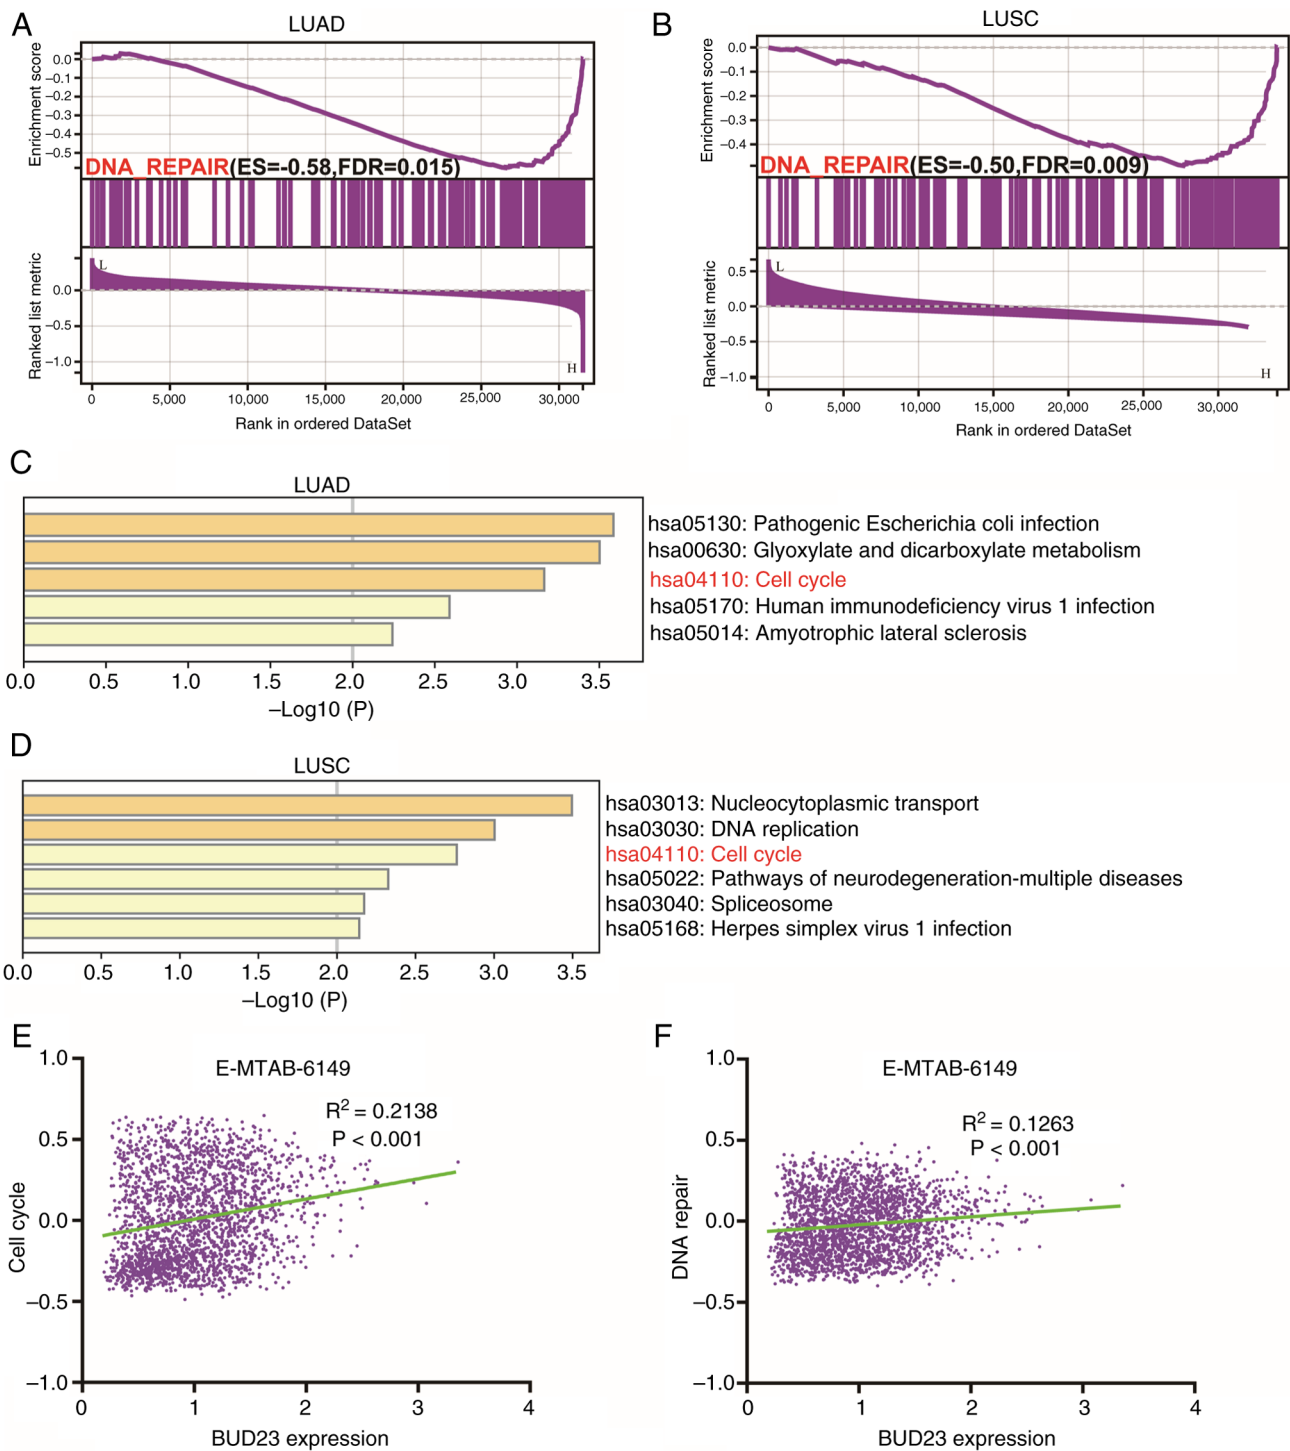 A
LUAD
Enrichment score
0.0
−0.1
−0.2
−0.3
−0.4
−0.5
DNA_REPAIR(ES=-0.58,FDR=0.015)
Ranked list metric
L
0.0
−0.5
−1.0
H
0 5,000 10,000 15,000 20,000 25,000 30,000
Rank in ordered DataSet
B
LUSC
Enrichment score
0.0
−0.1
−0.2
−0.3
−0.4
DNA_REPAIR(ES=-0.50,FDR=0.009)
Ranked list metric
L
0.5
0.0
−0.5
−1.0
H
0 5,000 10,000 15,000 20,000 25,000 30,000
Rank in ordered DataSet
C
LUAD
hsa05130: Pathogenic Escherichia coli infection
hsa00630: Glyoxylate and dicarboxylate metabolism
hsa04110: Cell cycle
hsa05170: Human immunodeficiency virus 1 infection
hsa05014: Amyotrophic lateral sclerosis
0.0 0.5 1.0 1.5 2.0 2.5 3.0 3.5
−Log10 (P)
D
LUSC
hsa03013: Nucleocytoplasmic transport
hsa03030: DNA replication
hsa04110: Cell cycle
hsa05022: Pathways of neurodegeneration-multiple diseases
hsa03040: Spliceosome
hsa05168: Herpes simplex virus 1 infection
0.0 0.5 1.0 1.5 2.0 2.5 3.0 3.5
−Log10 (P)
E
E-MTAB-6149
R² = 0.2138
P < 0.001
Cell cycle
1.0
0.5
0.0
−0.5
−1.0
0 1 2 3 4
BUD23 expression
F
E-MTAB-6149
R² = 0.1263
P < 0.001
DNA repair
1.0
0.5
0.0
−0.5
−1.0
0 1 2 3 4
BUD23 expression